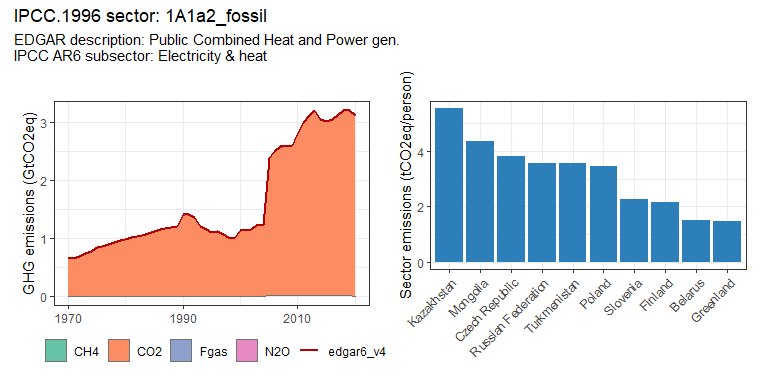 IPCC.1996 sector: 1A1a2_fossil
EDGAR description: Public Combined Heat and Power gen.
IPCC AR6 subsector: Electricity & heat
GHG emissions (GtCO2eq)
3
2
1
0
1970
1990
2010
CH4
CO2
Fgas
N2O
edgar6_v4
Sector emissions (tCO2eq/person)
4
2
0
Kazakhstan
Mongolia
Czech Republic
Russian Federation
Turkmenistan
Poland
Slovenia
Finland
Belarus
Greenland